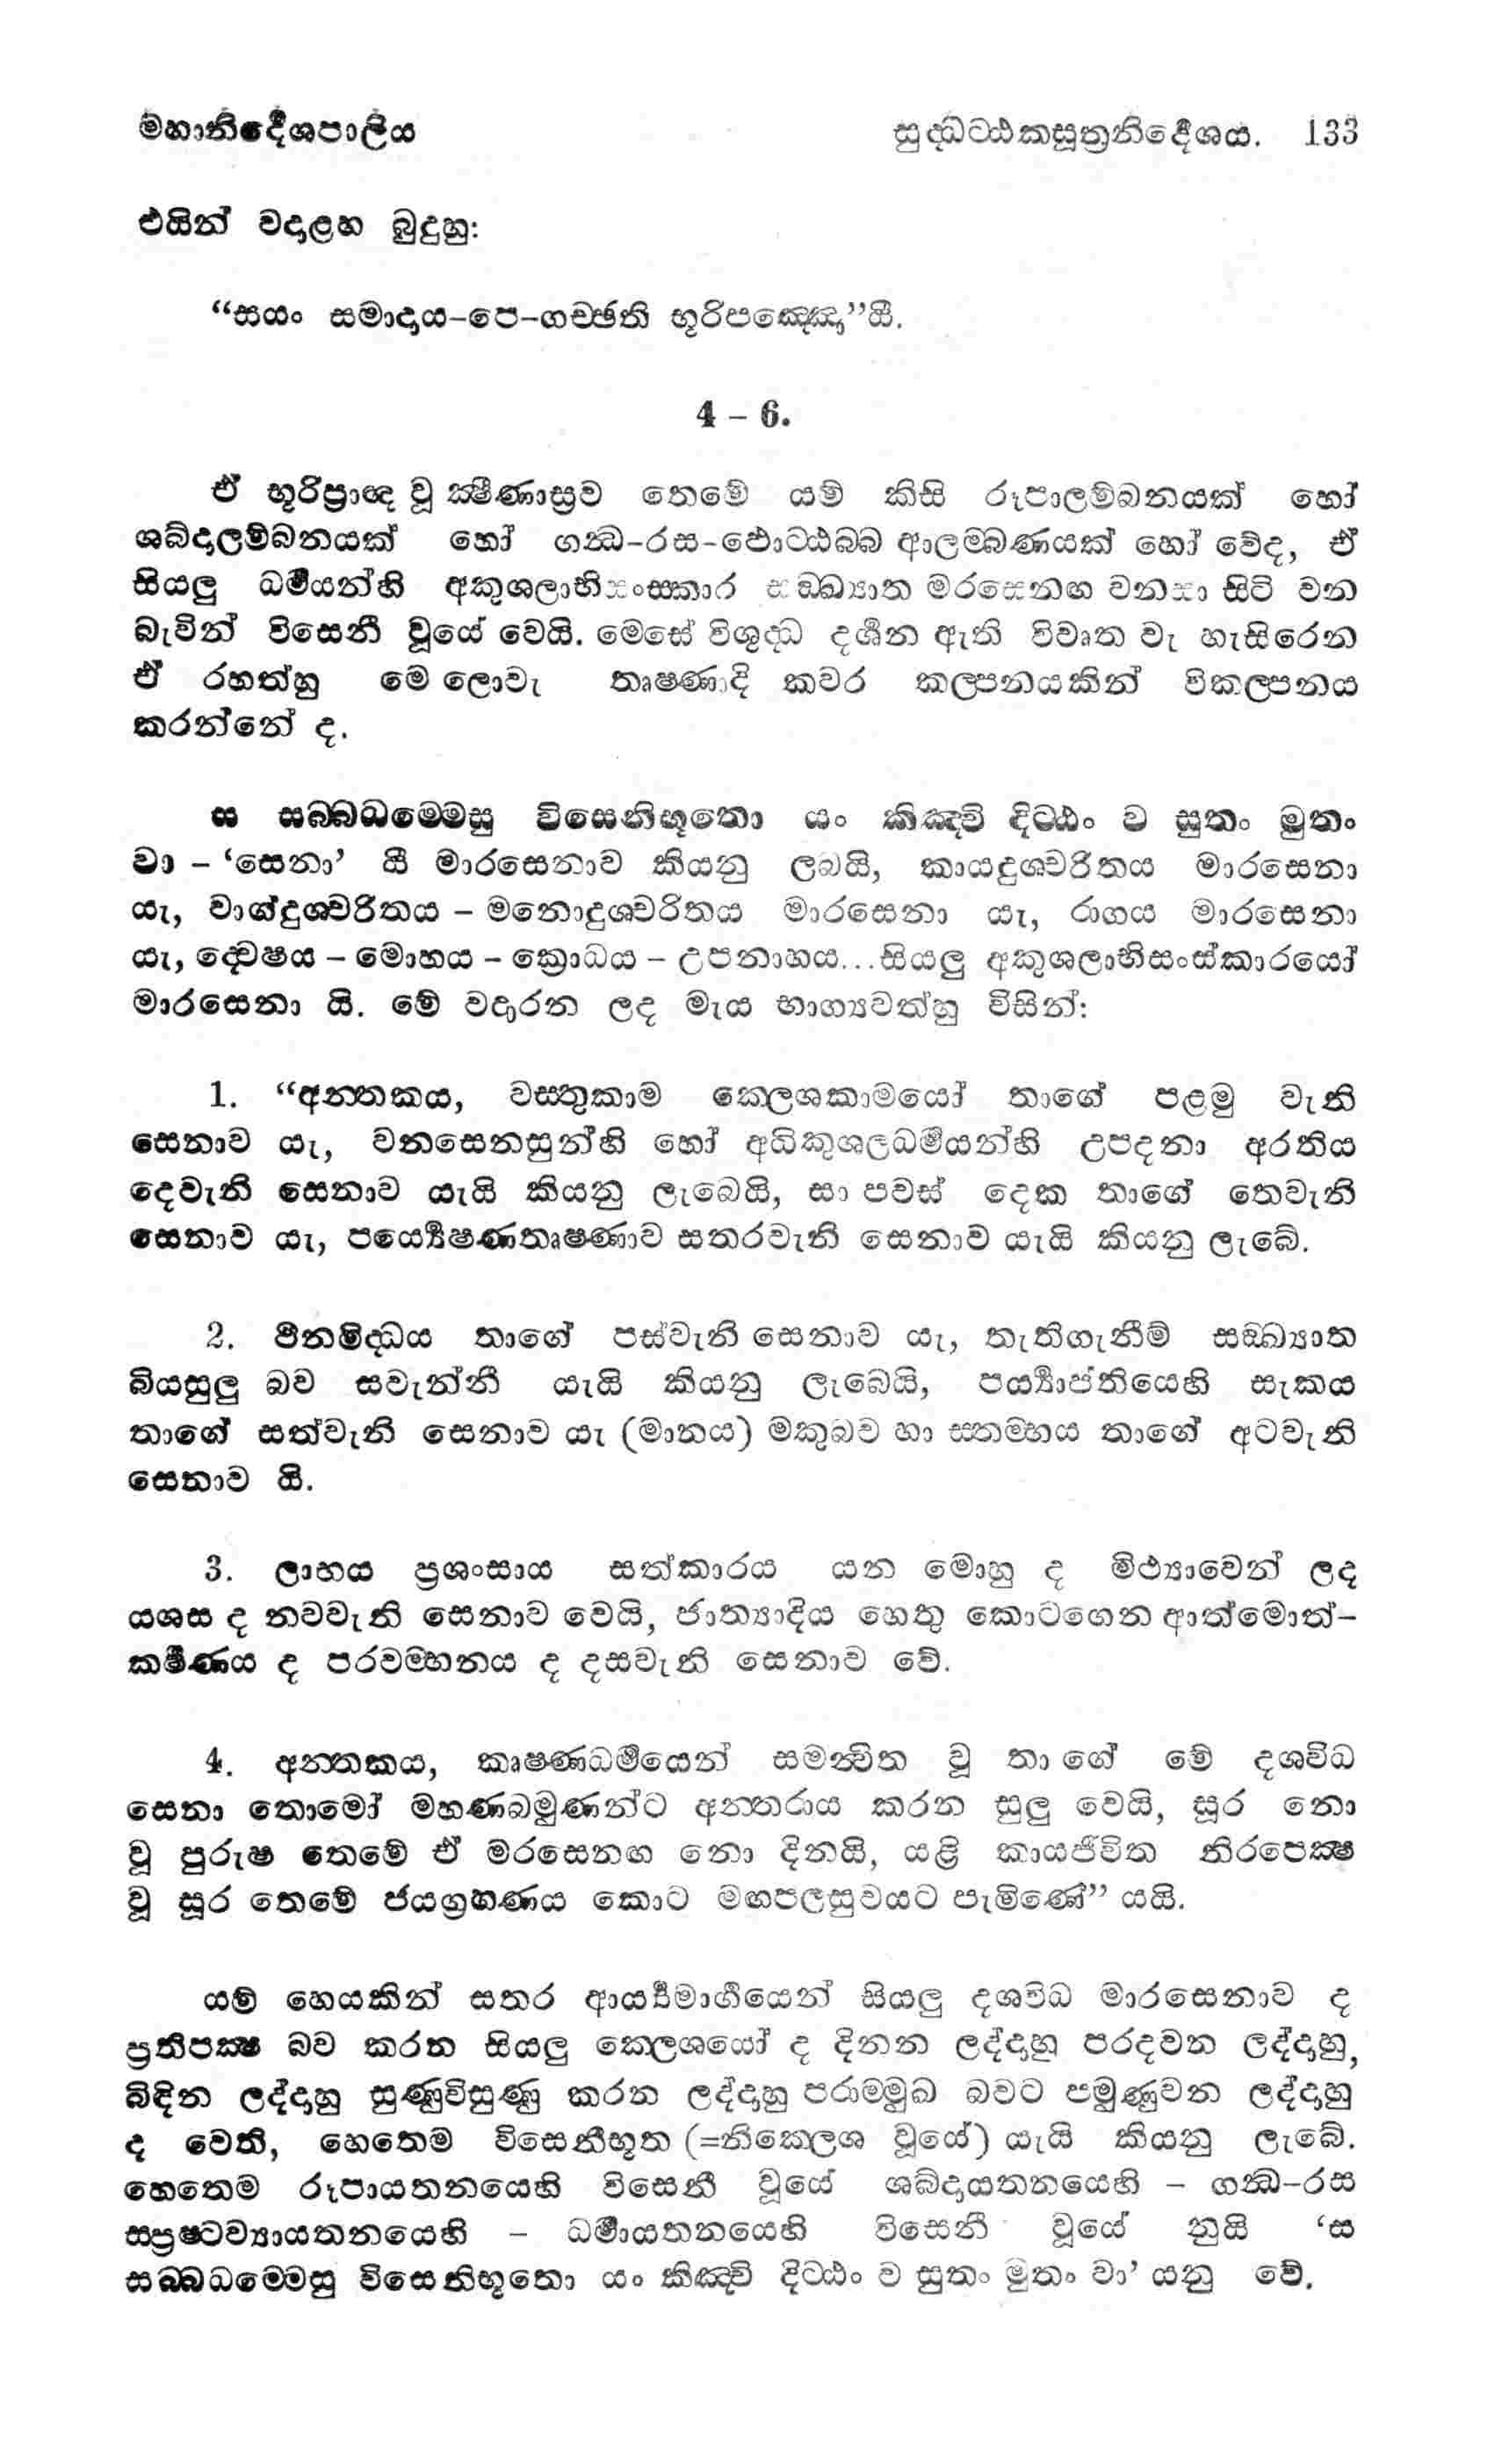 මහානිර්දේශපාලිය සුද්ධට්ඨකසූත්‍රනිර්දේශය. 133
එයින් වදාළහ බුදුහු:
“සයං සමාදාය-පෙ-ගච්ඡති භූරිපඤ්ඤා”යී.
4 – 6.
ඒ භූරිප්‍රාඥ වූ ක්‍ෂීණාස්‍රව තෙමේ යම් කිසි රූපාලම්බනයක් හෝ
ශබ්දාලම්බනයක් හෝ ගන්ධ-රස-ඵොට්ඨබ්බ ආලම්බණයක් හෝ වේද, ඒ
සියලු ධර්මයන්හි අකුශලාභිසංස්කාර සඞ්ඛ්‍යාත මරසෙනඟ වනසා සිටි වන
බැවින් විසෙනී වූයේ වෙයි. මෙසේ විශුද්ධ දර්ශන ඇති විවෘත වැ හැසිරෙන
ඒ රහත්හු මෙ ලොවැ තෘෂ්ණාදි කවර කල්පනයකින් විකල්පනය
කරන්නේ ද.
ස සබ්බධම්මෙසු විසෙනිභූතො යං කිඤ්චි දිට්ඨං ව සුතං මුතං
වා – ‘සෙනා’ යී මාරසෙනාව කියනු ලබයි, කායදුශ්චරිතය මාරසෙනා
යැ, වාග්දුශ්චරිතය – මනොදුශ්චරිතය මාරසෙනා යැ, රාගය මාරසෙනා
යැ, ද්වෙෂය – මොහය – ක්‍රොධය – උපනාහය...සියලු අකුශලාභිසංස්කාරයෝ
මාරසෙනා යි. මේ වදාරන ලද මැය භාග්‍යවත්හු විසින්:
1. “අන්තකය, වස්තුකාම ක්ලෙශකාමයෝ තාගේ පළමු වැනි
සෙනාව යැ, වනසෙනසුන්හි හෝ අධිකුශලධර්මයන්හි උපදනා අරතිය
දෙවැනි සෙනාව යැයි කියනු ලැබෙයි, සා පවස් දෙක තාගේ තෙවැනි
සෙනාව යැ, පර්‍ය්‍යේෂණතෘෂ්ණාව සතරවැනි සෙනාව යැයි කියනු ලැබේ.
2. ථීනමිද්ධය තාගේ පස්වැනි සෙනාව යැ, තැතිගැනීම් සඞ්ඛ්‍යාත
බියසුලු බව සවැන්නී යැයි කියනු ලැබෙයි, පර්‍ය්‍යාප්තියෙහි සැකය
තාගේ සත්වැනි සෙනාව යැ (මානය) මකුබව හා ස්තම්භය තාගේ අටවැනි
සෙනාව යි.
3. ලාභය ප්‍රශංසාය සත්කාරය යන මොහු ද මිථ්‍යාවෙන් ලද
යශස ද නවවැනි සෙනාව වෙයි, ජාත්‍යාදිය හෙතු කොටගෙන ආත්මොත්-
කර්ෂණය ද පරවම්භනය ද දසවැනි සෙනාව වේ.
4. අන්තකය, කෘෂ්ණධර්මයෙන් සමන්විත වූ තා ගේ මේ දශවිධ
සෙනා තොමෝ මහණබමුණන්ට අන්තරාය කරන සුලු වෙයි, සූර නො
වූ පුරුෂ තෙමේ ඒ මරසෙනඟ නො දිනයි, යළි කායජීවිත නිරපෙක්‍ෂ
වූ සූර තෙමේ ජයග්‍රහණය කොට මඟපලසුවයට පැමිණේ” යයි.
යම් හෙයකින් සතර ආර්‍ය්‍යමාර්ගයෙන් සියලු දශවිධ මාරසෙනාව ද
ප්‍රතිපක්‍ෂ බව කරන සියලු ක්ලෙශයෝ ද දිනන ලද්දාහු පරදවන ලද්දාහු,
බිඳින ලද්දාහු සුණුවිසුණු කරන ලද්දාහු පරාම්මුඛ බවට පමුණුවන ලද්දාහු
ද වෙති, හෙතෙම විසෙනීභූත (=නික්ලෙශ වූයේ) යැයි කියනු ලැබේ.
හෙතෙම රූපායතනයෙහි විසෙනී වූයේ ශබ්දායතනයෙහි – ගන්ධ-රස
ස්ප්‍රෂ්ටව්‍යායතනයෙහි – ධර්මායතනයෙහි විසෙනී වූයේ නුයි ‘ස
සබ්බධම්මෙසු විසෙනිභූතො යං කිඤ්චි දිට්ඨං ව සුතං මුතං වා’ යනු වේ.